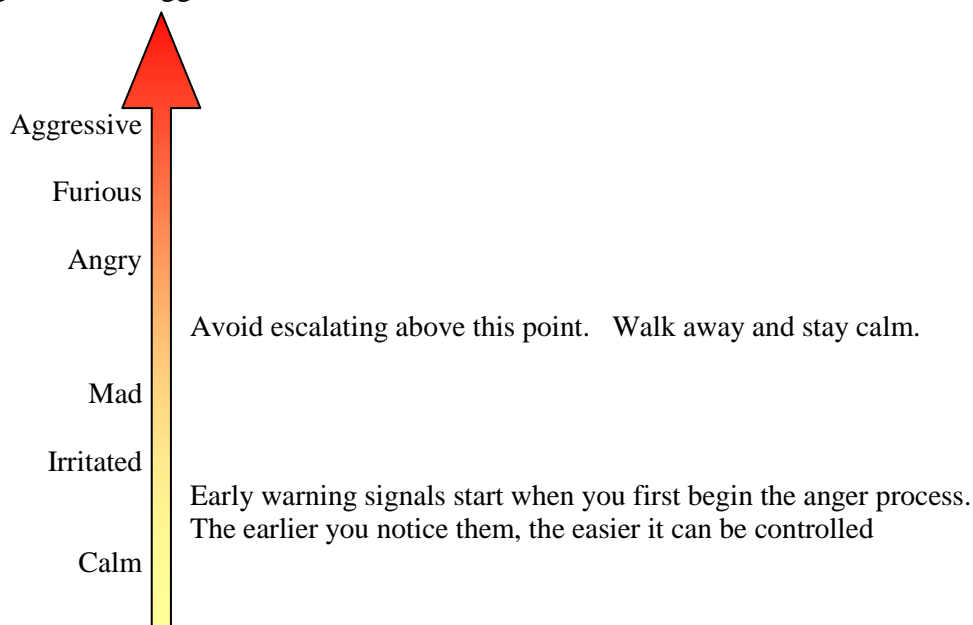 Aggressive
Furious
Angry
Avoid escalating above this point.   Walk away and stay calm.
Mad
Irritated
Early warning signals start when you first begin the anger process.
The earlier you notice them, the easier it can be controlled
Calm